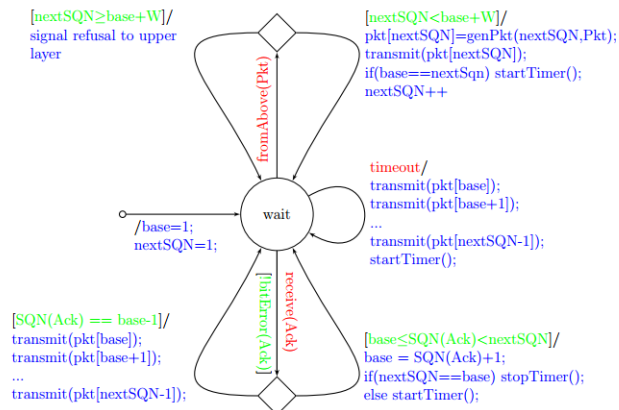 [nextSQN≥base+W]/
signal refusal to upper
layer
[nextSQN<base+W]/
pkt[nextSQN]=genPkt(nextSQN,Pkt);
transmit(pkt[nextSQN]);
if(base==nextSqn) startTimer();
nextSQN++
fromAbove(Pkt)
timeout/
transmit(pkt[base]);
transmit(pkt[base+1]);
...
transmit(pkt[nextSQN-1]);
startTimer();
wait
/base=1;
nextSQN=1;
receive(Ack)
[!bitError(Ack)]
[SQN(Ack) == base-1]/
transmit(pkt[base]);
transmit(pkt[base+1]);
...
transmit(pkt[nextSQN-1]);
[base≤SQN(Ack)<nextSQN]/
base = SQN(Ack)+1;
if(nextSQN==base) stopTimer();
else startTimer();